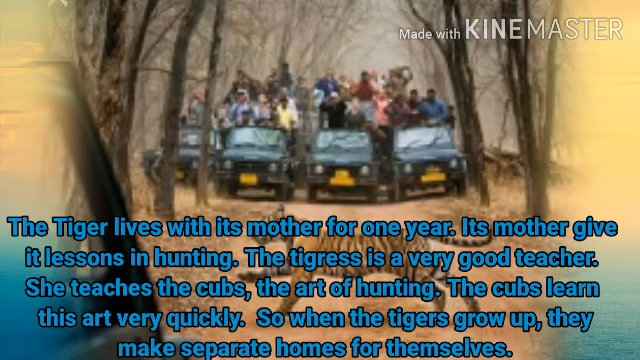 Made with KINEMASTER
The Tiger lives with its mother for one year. Its mother give
it lessons in hunting. The tigress is a very good teacher.
She teaches the cubs, the art of hunting. The cubs learn
this art very quickly. So when the tigers grow up, they
make separate homes for themselves.